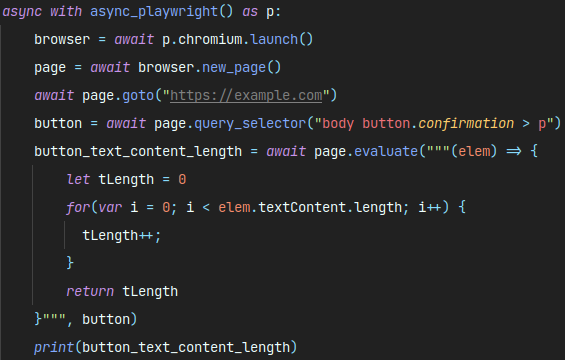 async with async_playwright() as p:
    browser = await p.chromium.launch()
    page = await browser.new_page()
    await page.goto("https://example.com")
    button = await page.query_selector("body button.confirmation > p")
    button_text_content_length = await page.evaluate("""(elem) => {
        let tLength = 0
        for(var i = 0; i < elem.textContent.length; i++) {
          tLength++;
        }
        return tLength
    }""", button)
    print(button_text_content_length)